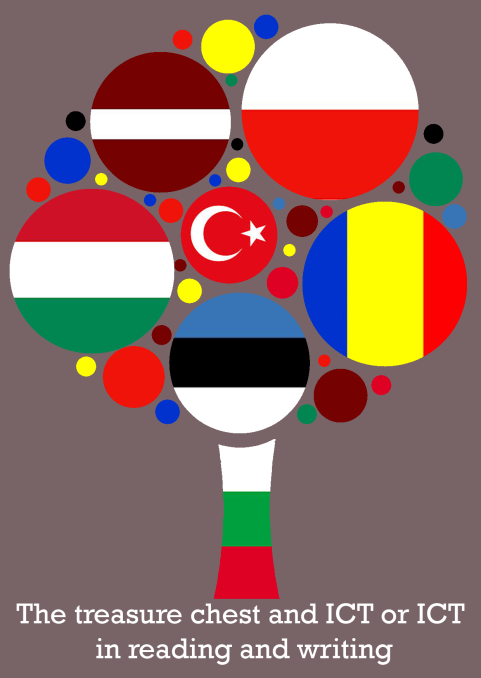 The treasure chest and ICT or ICT
in reading and writing